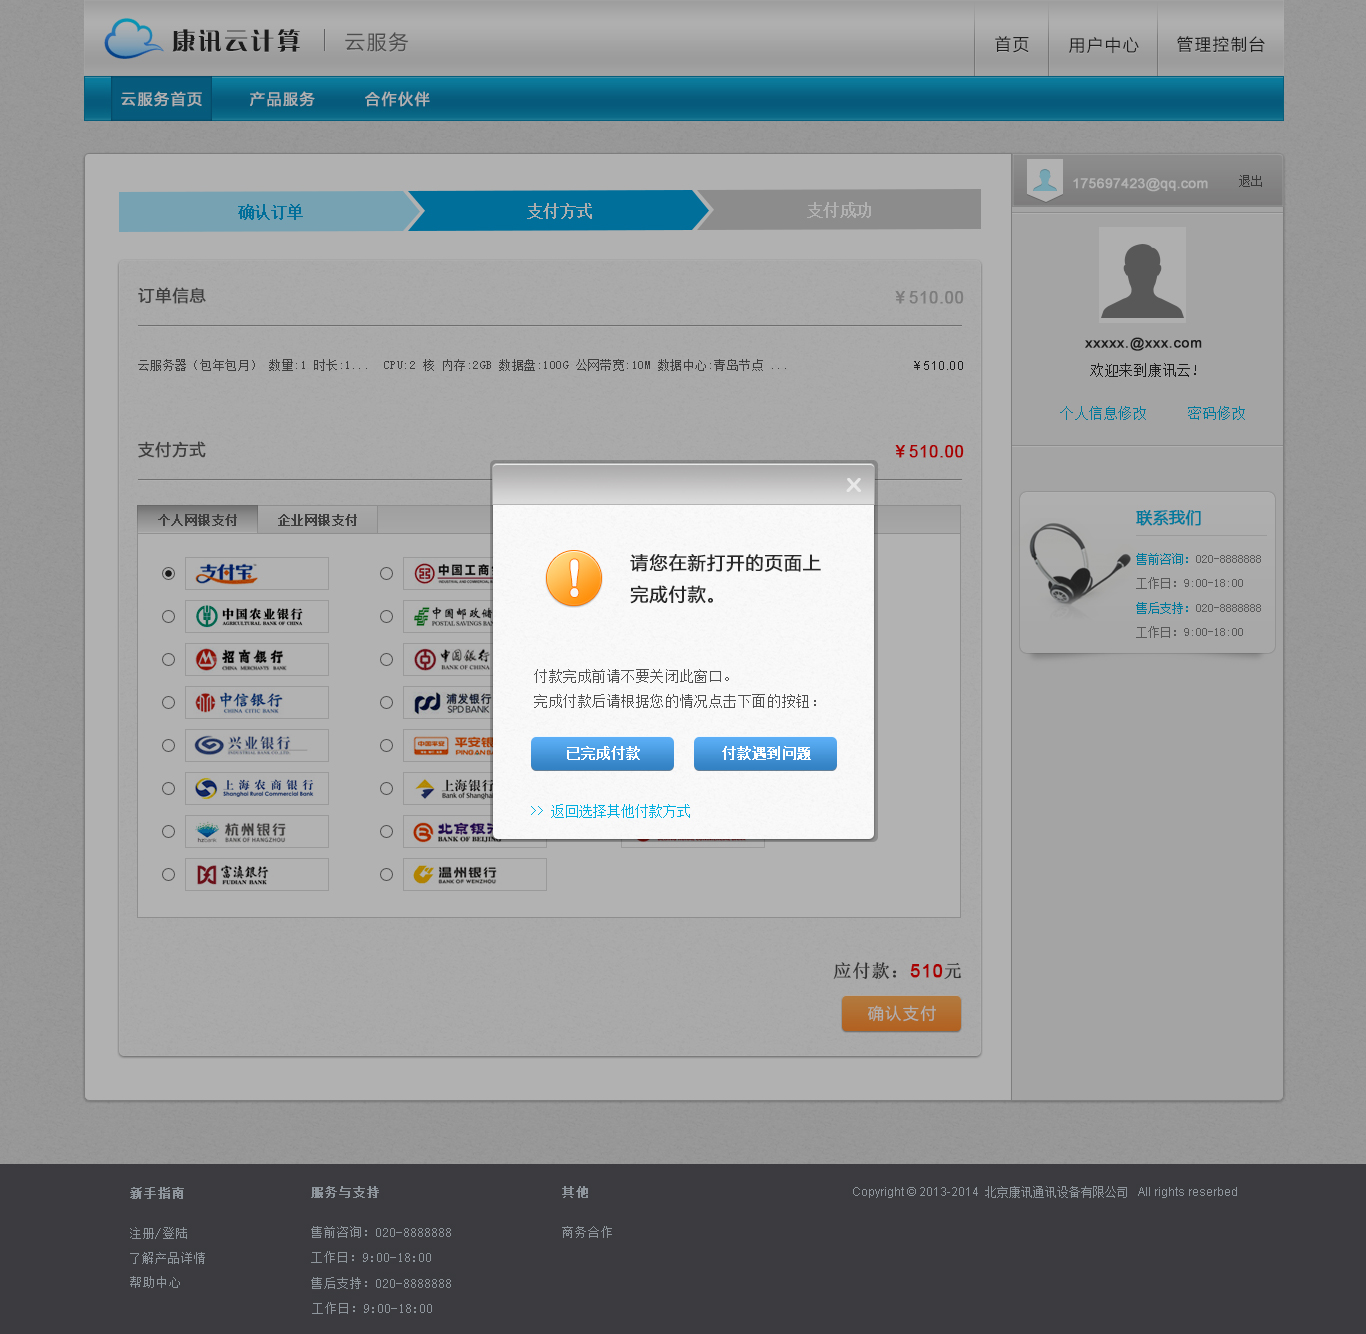 康讯云计算 云服务
首页 用户中心 管理控制台
云服务首页 产品服务 合作伙伴
确认订单 支付方式 支付成功
175697423@qq.com 退出
订单信息 ¥510.00
云服务器（包年包月） 数量:1 时长:1... CPU:2 核 内存:2GB 数据盘:100G 公网带宽:10M 数据中心:青岛节点 ... ¥510.00
xxxxx.@xxx.com
欢迎来到康讯云!
个人信息修改 密码修改
支付方式 ¥510.00
个人网银支付 企业网银支付
支付宝
中国工商
中国农业银行
AGRICULTURAL BANK OF CHINA
中国邮政储
POSTAL SAVINGS BAN
招商银行
CHINA MERCHANTS BANK
中国银行
BANK OF CHINA
中信银行
CHINA CITIC BANK
浦发银行
SPD BANK
兴业银行
INDUSTRIAL BANK CO.,LTD.
中国平安 平安银
PING AN BA
上海农商银行
Shanghai Rural Commercial Bank
上海银行
Bank of Shangha
杭州银行
hzbank BANK OF HANGZHOU
北京银
BANK OF BEIJING
富滇银行
FUDIAN BANK
温州银行
BANK OF WENZHOU
请您在新打开的页面上
完成付款。
付款完成前请不要关闭此窗口。
完成付款后请根据您的情况点击下面的按钮：
已完成付款 付款遇到问题
>> 返回选择其他付款方式
联系我们
售前咨询：020-8888888
工作日：9:00-18:00
售后支持：020-8888888
工作日：9:00-18:00
应付款：510元
确认支付
新手指南
注册/登陆
了解产品详情
帮助中心
服务与支持
售前咨询：020-8888888
工作日：9:00-18:00
售后支持：020-8888888
工作日：9:00-18:00
其他
商务合作
Copyright © 2013-2014 北京康讯通讯设备有限公司 All rights reserbed